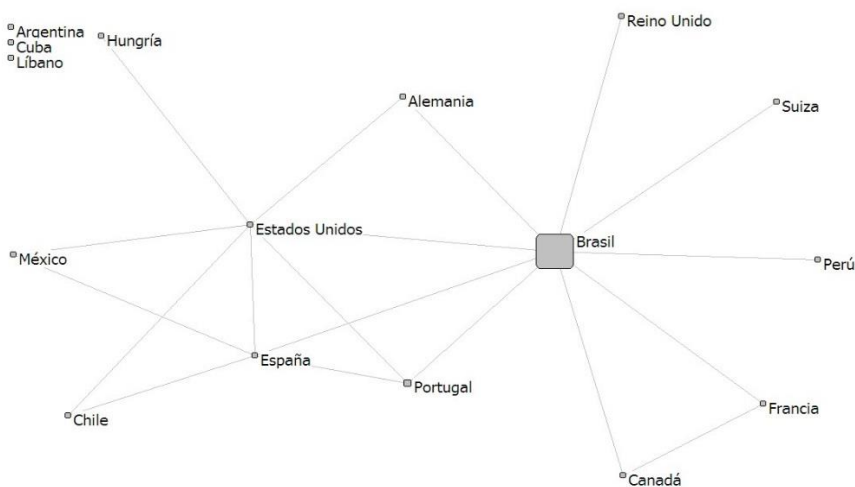 Argentina
Cuba
Líbano
Hungría
Reino Unido
Alemania
Suiza
Estados Unidos
Brasil
México
Perú
España
Portugal
Chile
Francia
Canadá